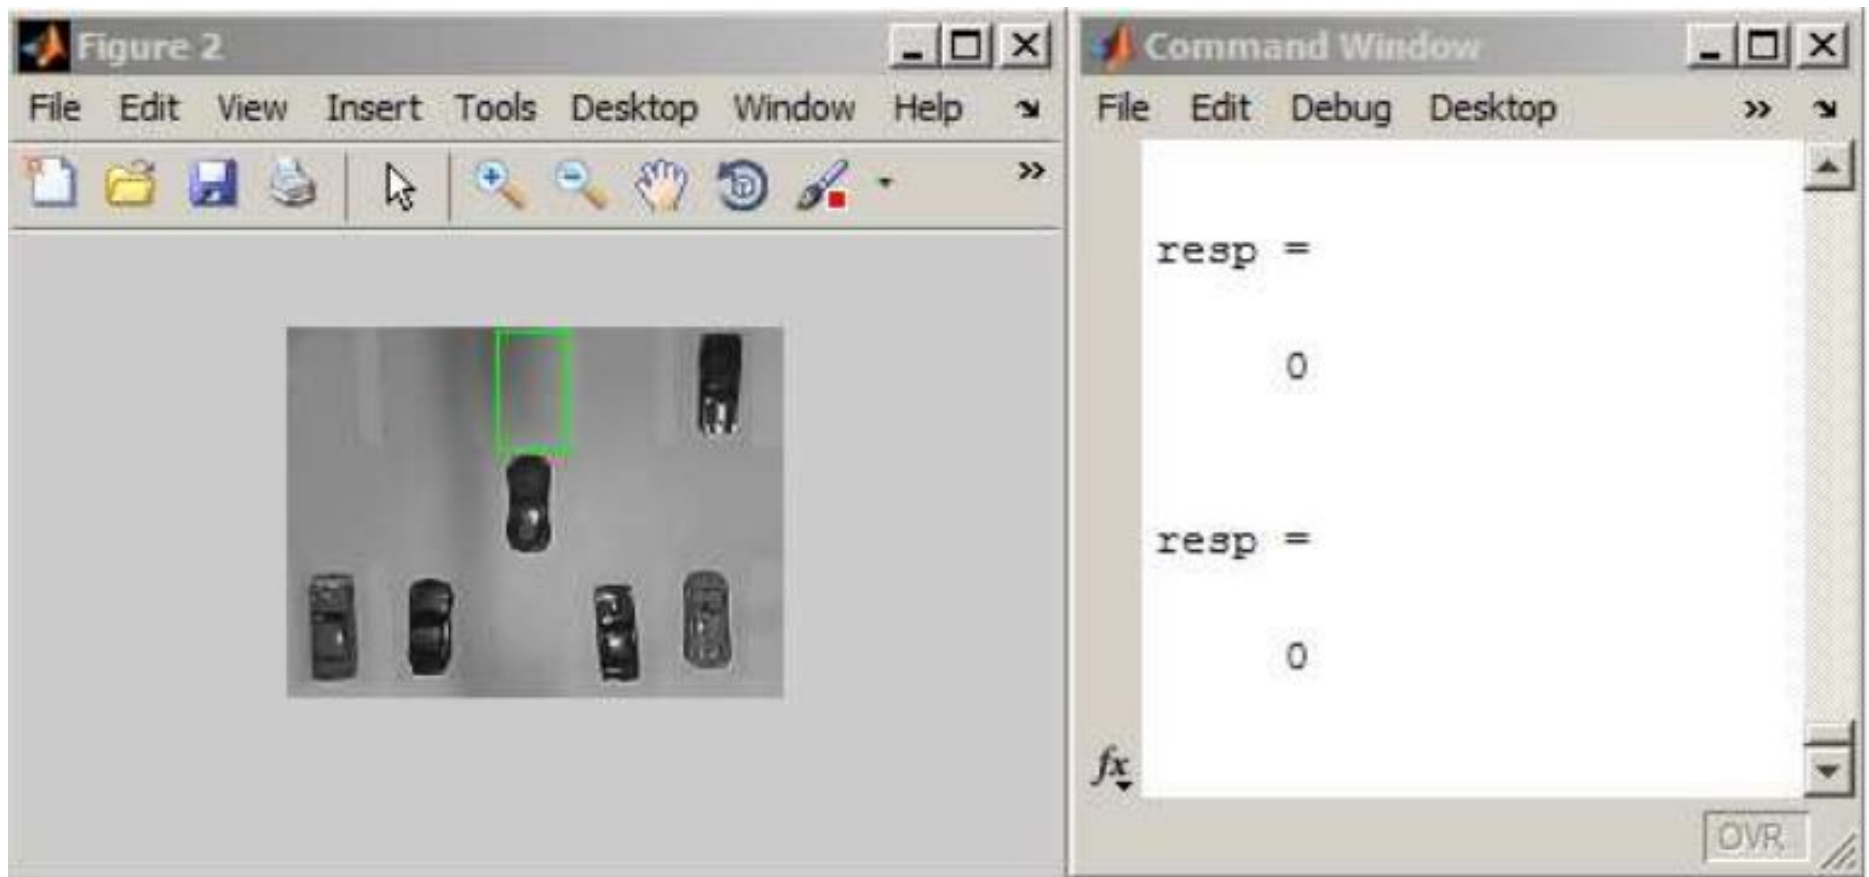 Figure 2
File Edit View Insert Tools Desktop Window Help
Command Window
File Edit Debug Desktop
resp =
0
resp =
0
fx
OVR